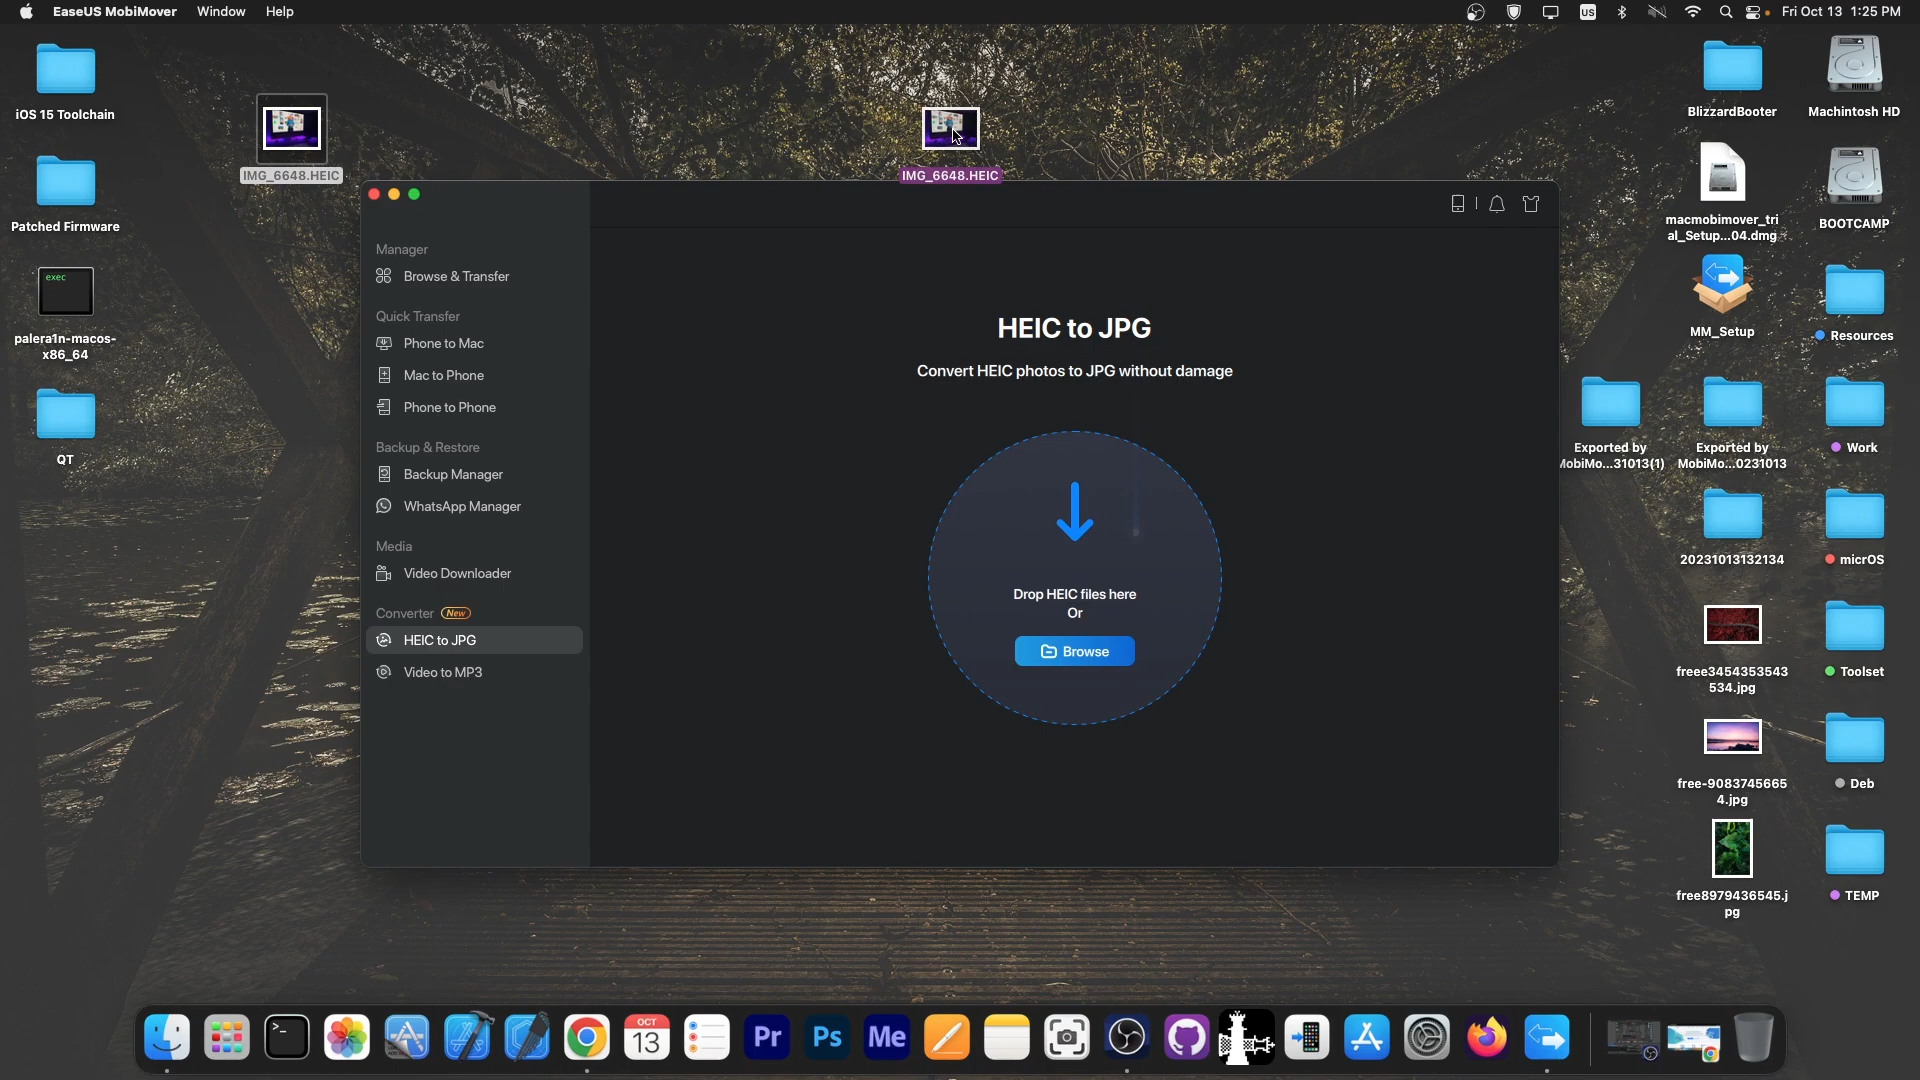 EaseUS MobiMover Window Help
US Fri Oct 13 1:25 PM
iOS 15 Toolchain
Patched Firmware
exec
palera1n-macos-
x86_64
QT
IMG_6648.HEIC
IMG_6648.HEIC
Manager
Browse & Transfer
Quick Transfer
Phone to Mac
Mac to Phone
Phone to Phone
Backup & Restore
Backup Manager
WhatsApp Manager
Media
Video Downloader
Converter New
HEIC to JPG
Video to MP3
HEIC to JPG
Convert HEIC photos to JPG without damage
Drop HEIC files here
Or
Browse
BlizzardBooter
Machintosh HD
macmobimover_tri
al_Setup...04.dmg
BOOTCAMP
MM_Setup
Resources
Exported by
MobiMo...31013(1)
Exported by
MobiMo...0231013
Work
20231013132134
micrOS
freee3454353543
534.jpg
Toolset
free-9083745665
4.jpg
Deb
free8979436545.j
pg
TEMP
>_
OCT
13
Pr
Ps
Me